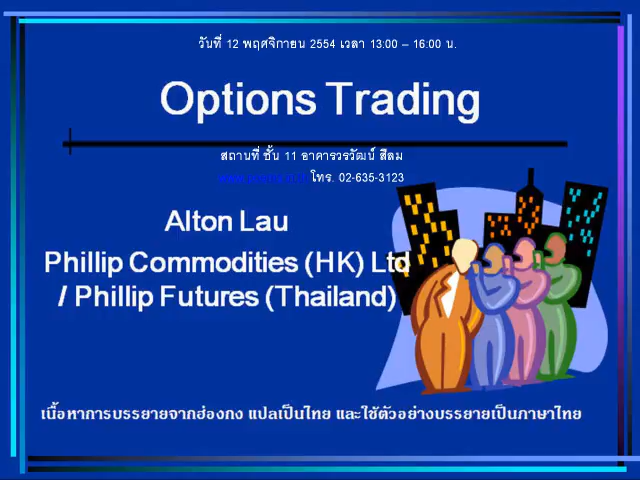 วันที่ 12 พฤศจิกายน 2554 เวลา 13:00 – 16:00 น.
Options Trading
สถานที่ ชั้น 11 อาคารวรวัฒน์ สีลม
โทร. 02-635-3123
Alton Lau
Phillip Commodities (HK) Ltd
/ Phillip Futures (Thailand)
เนื้อหาการบรรยายจากฮ่องกง แปลเป็นไทย และใช้ตัวอย่างบรรยายเป็นภาษาไทย